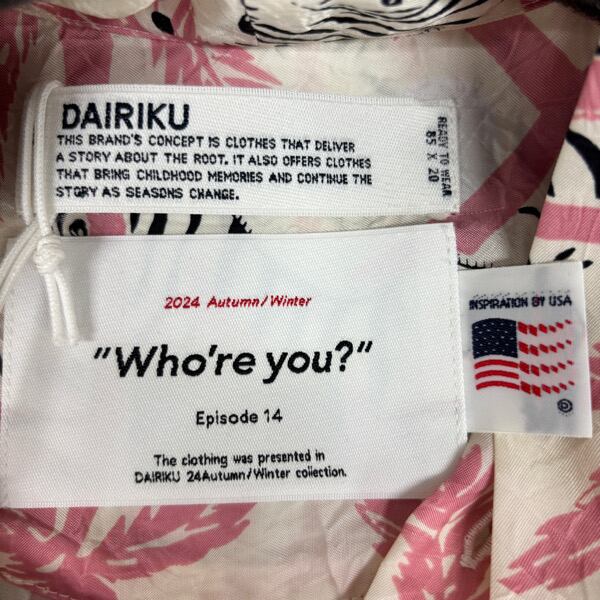 DAIRIKU
THIS BRAND'S CONCEPT IS CLOTHES THAT DELIVER
A STORY ABOUT THE ROOT. IT ALSO OFFERS CLOTHES
THAT BRING CHILDHOOD MEMORIES AND CONTINUE THE
STORY AS SEASONS CHANGE.
READY TO WEAR
85 X 20
2024 Autumn/Winter
"Who're you?"
Episode 14
The clothing was presented in
DAIRIKU 24Autumn/Winter collection.
INSPIRATION BY USA